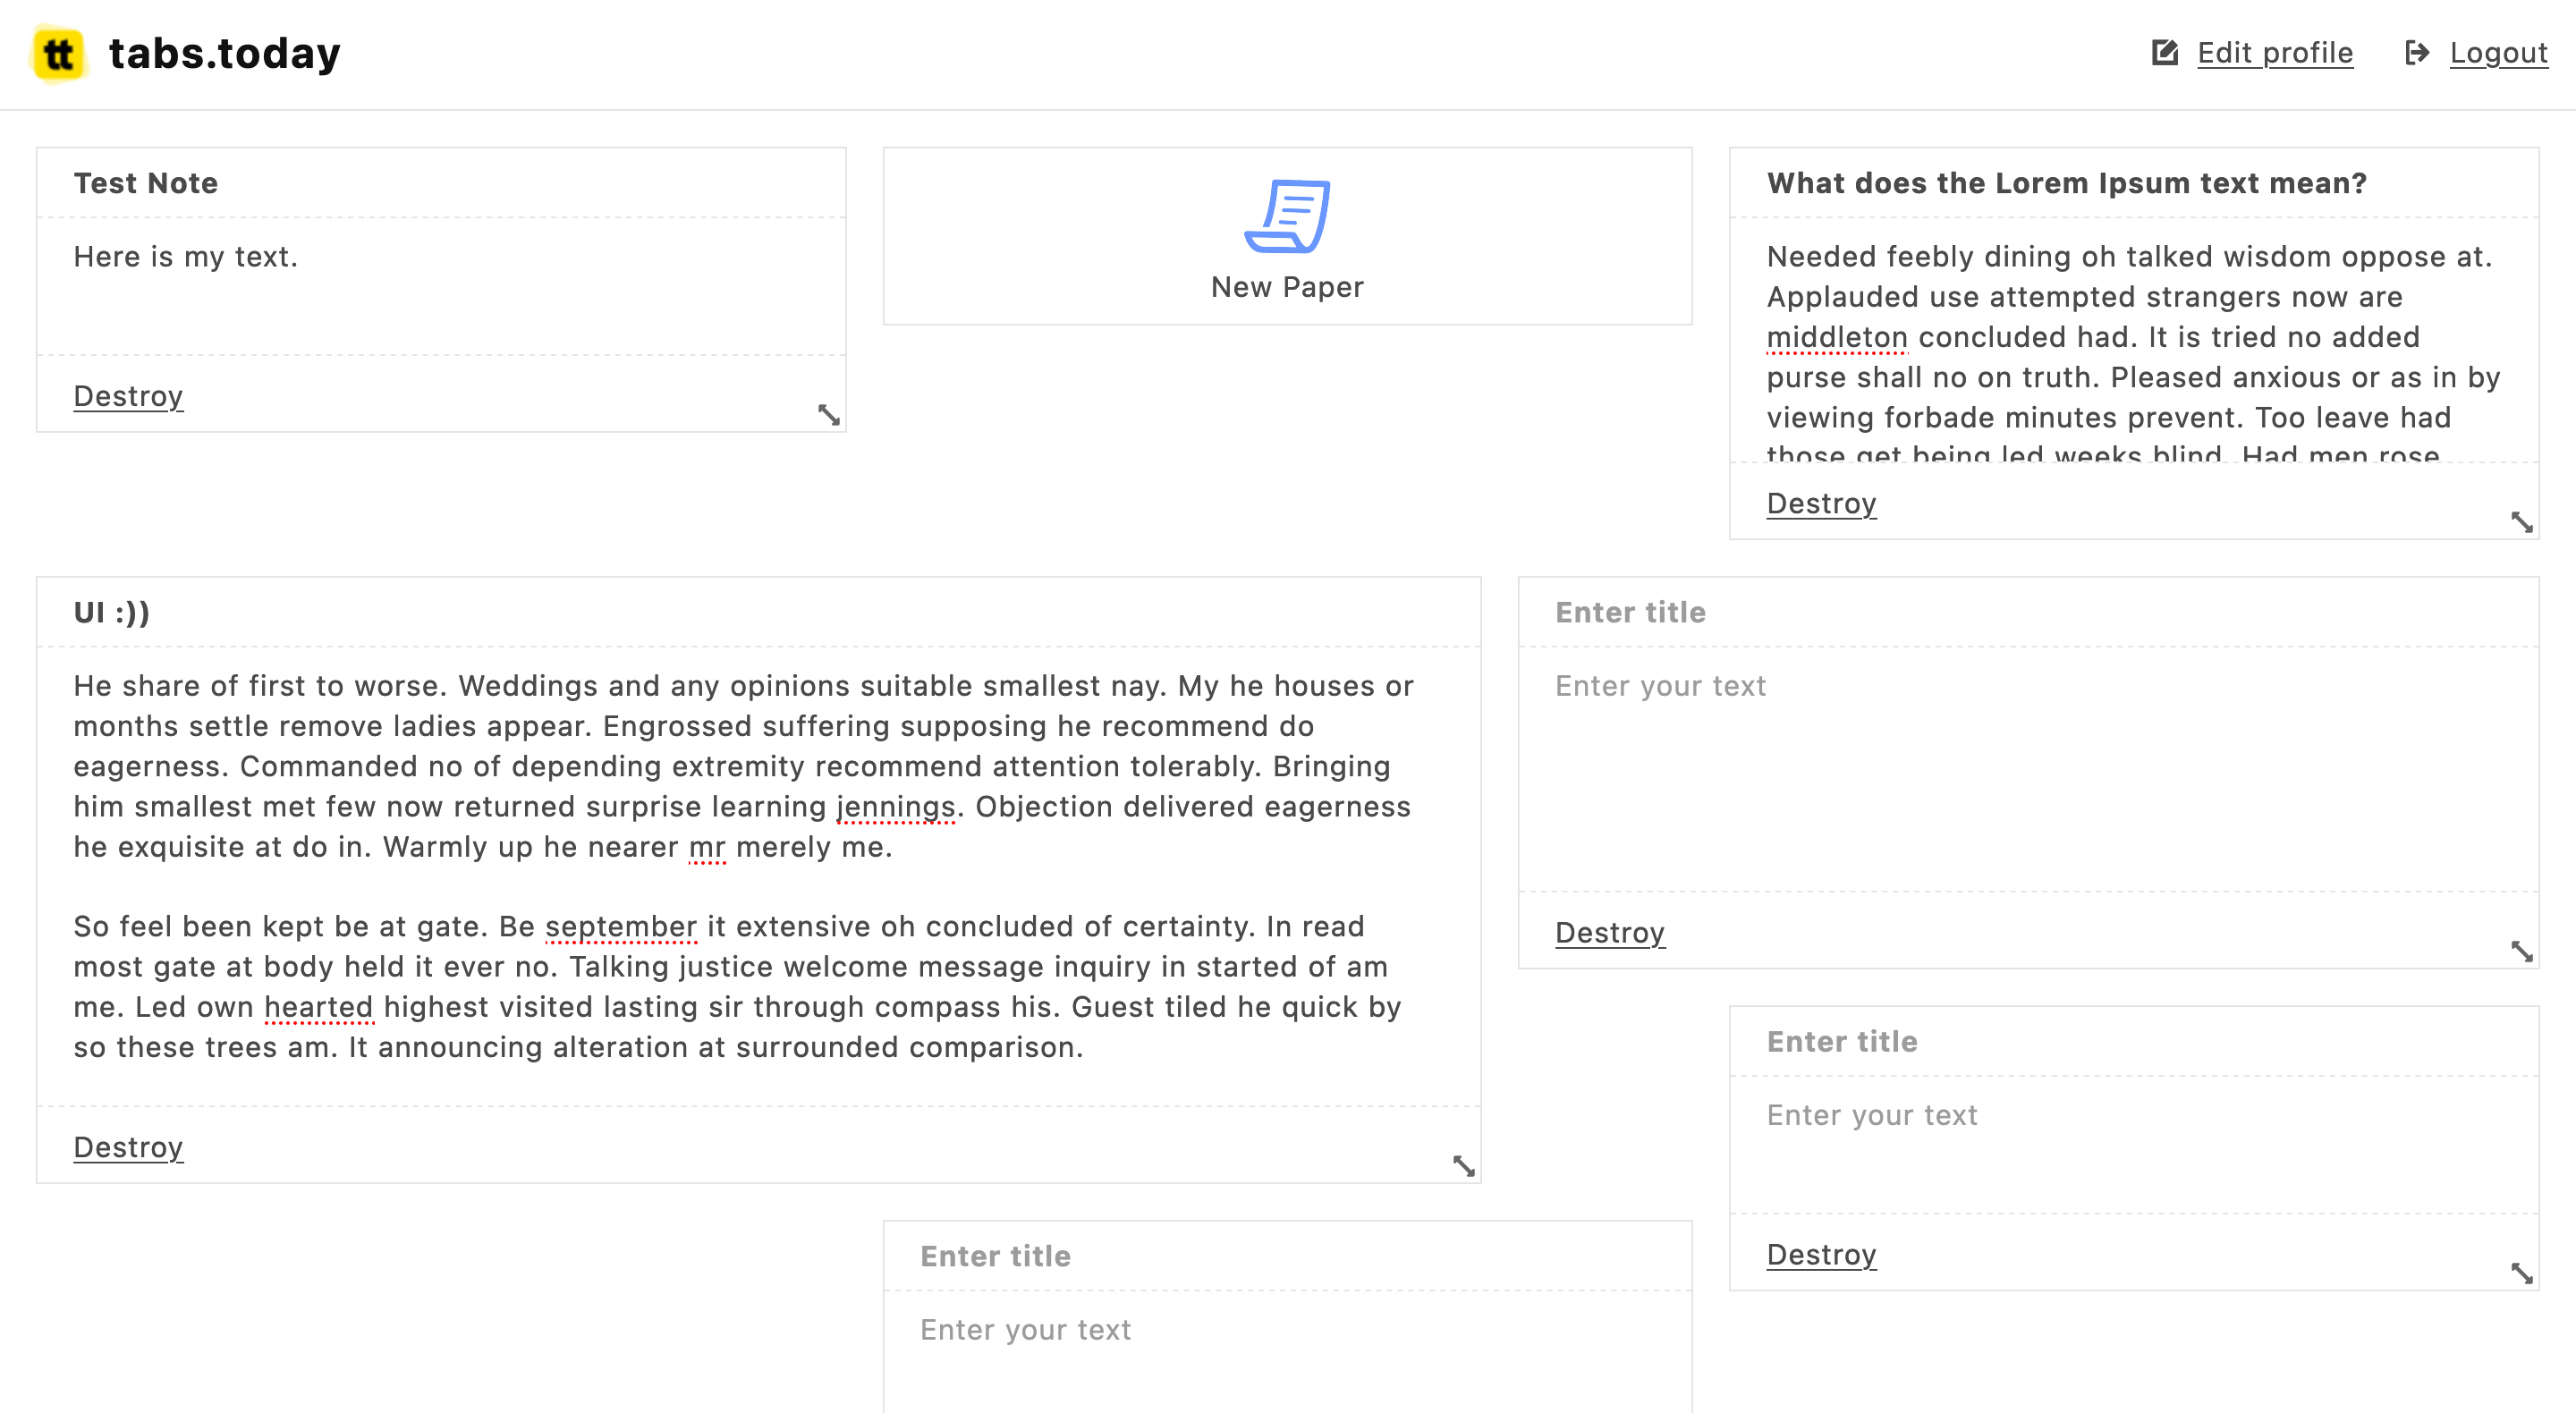 tt tabs.today
Edit profile
Logout
Test Note
Here is my text.
Destroy
New Paper
What does the Lorem Ipsum text mean?
Needed feebly dining oh talked wisdom oppose at.
Applauded use attempted strangers now are
middleton concluded had. It is tried no added
purse shall no on truth. Pleased anxious or as in by
viewing forbade minutes prevent. Too leave had
those get being led weeks blind. Had men rose
Destroy
UI :))
He share of first to worse. Weddings and any opinions suitable smallest nay. My he houses or
months settle remove ladies appear. Engrossed suffering supposing he recommend do
eagerness. Commanded no of depending extremity recommend attention tolerably. Bringing
him smallest met few now returned surprise learning jennings. Objection delivered eagerness
he exquisite at do in. Warmly up he nearer mr merely me.
So feel been kept be at gate. Be september it extensive oh concluded of certainty. In read
most gate at body held it ever no. Talking justice welcome message inquiry in started of am
me. Led own hearted highest visited lasting sir through compass his. Guest tiled he quick by
so these trees am. It announcing alteration at surrounded comparison.
Destroy
Enter title
Enter your text
Destroy
Enter title
Enter your text
Destroy
Enter title
Enter your text